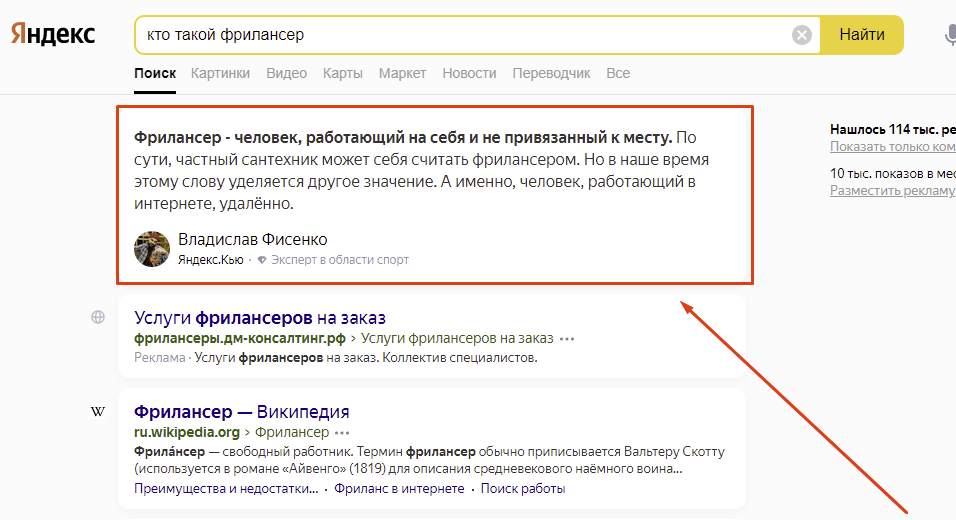 Яндекс
кто такой фрилансер
Найти
Поиск Картинки Видео Карты Маркет Новости Переводчик Все
Фрилансер - человек, работающий на себя и не привязанный к месту. По
сути, частный сантехник может себя считать фрилансером. Но в наше время
этому слову уделяется другое значение. А именно, человек, работающий в
интернете, удалённо.
Владислав Фисенко
Яндекс.Кью · Эксперт в области спорт
Нашлось 114 тыс. ре
Показать только ком
10 тыс. показов в мес
Разместить рекламу
Услуги фрилансеров на заказ
фрилансеры.дм-консалтинг.рф › Услуги фрилансеров на заказ
Реклама · Услуги фрилансеров на заказ. Коллектив специалистов.
W
Фрилансер — Википедия
ru.wikipedia.org › Фрилансер
Фрила́нсер — свободный работник. Термин фрилансер обычно приписывается Вальтеру Скотту
(используется в романе «Айвенго» (1819) для описания средневекового наёмного воина...
Преимущества и недостатки... · Фриланс в интернете · Поиск работы